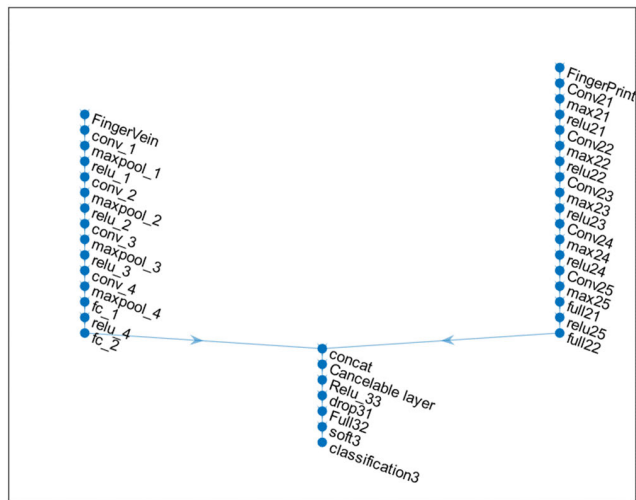 FingerVein
conv_1
maxpool_1
relu_1
conv_2
maxpool_2
relu_2
conv_3
maxpool_3
relu_3
conv_4
maxpool_4
fc_1
relu_4
fc_2
FingerPrint
Conv21
max21
relu21
Conv22
max22
relu22
Conv23
max23
relu23
Conv24
max24
relu24
Conv25
max25
full21
relu25
full22
concat
Cancelable layer
Relu_33
drop31
Full32
soft3
classification3